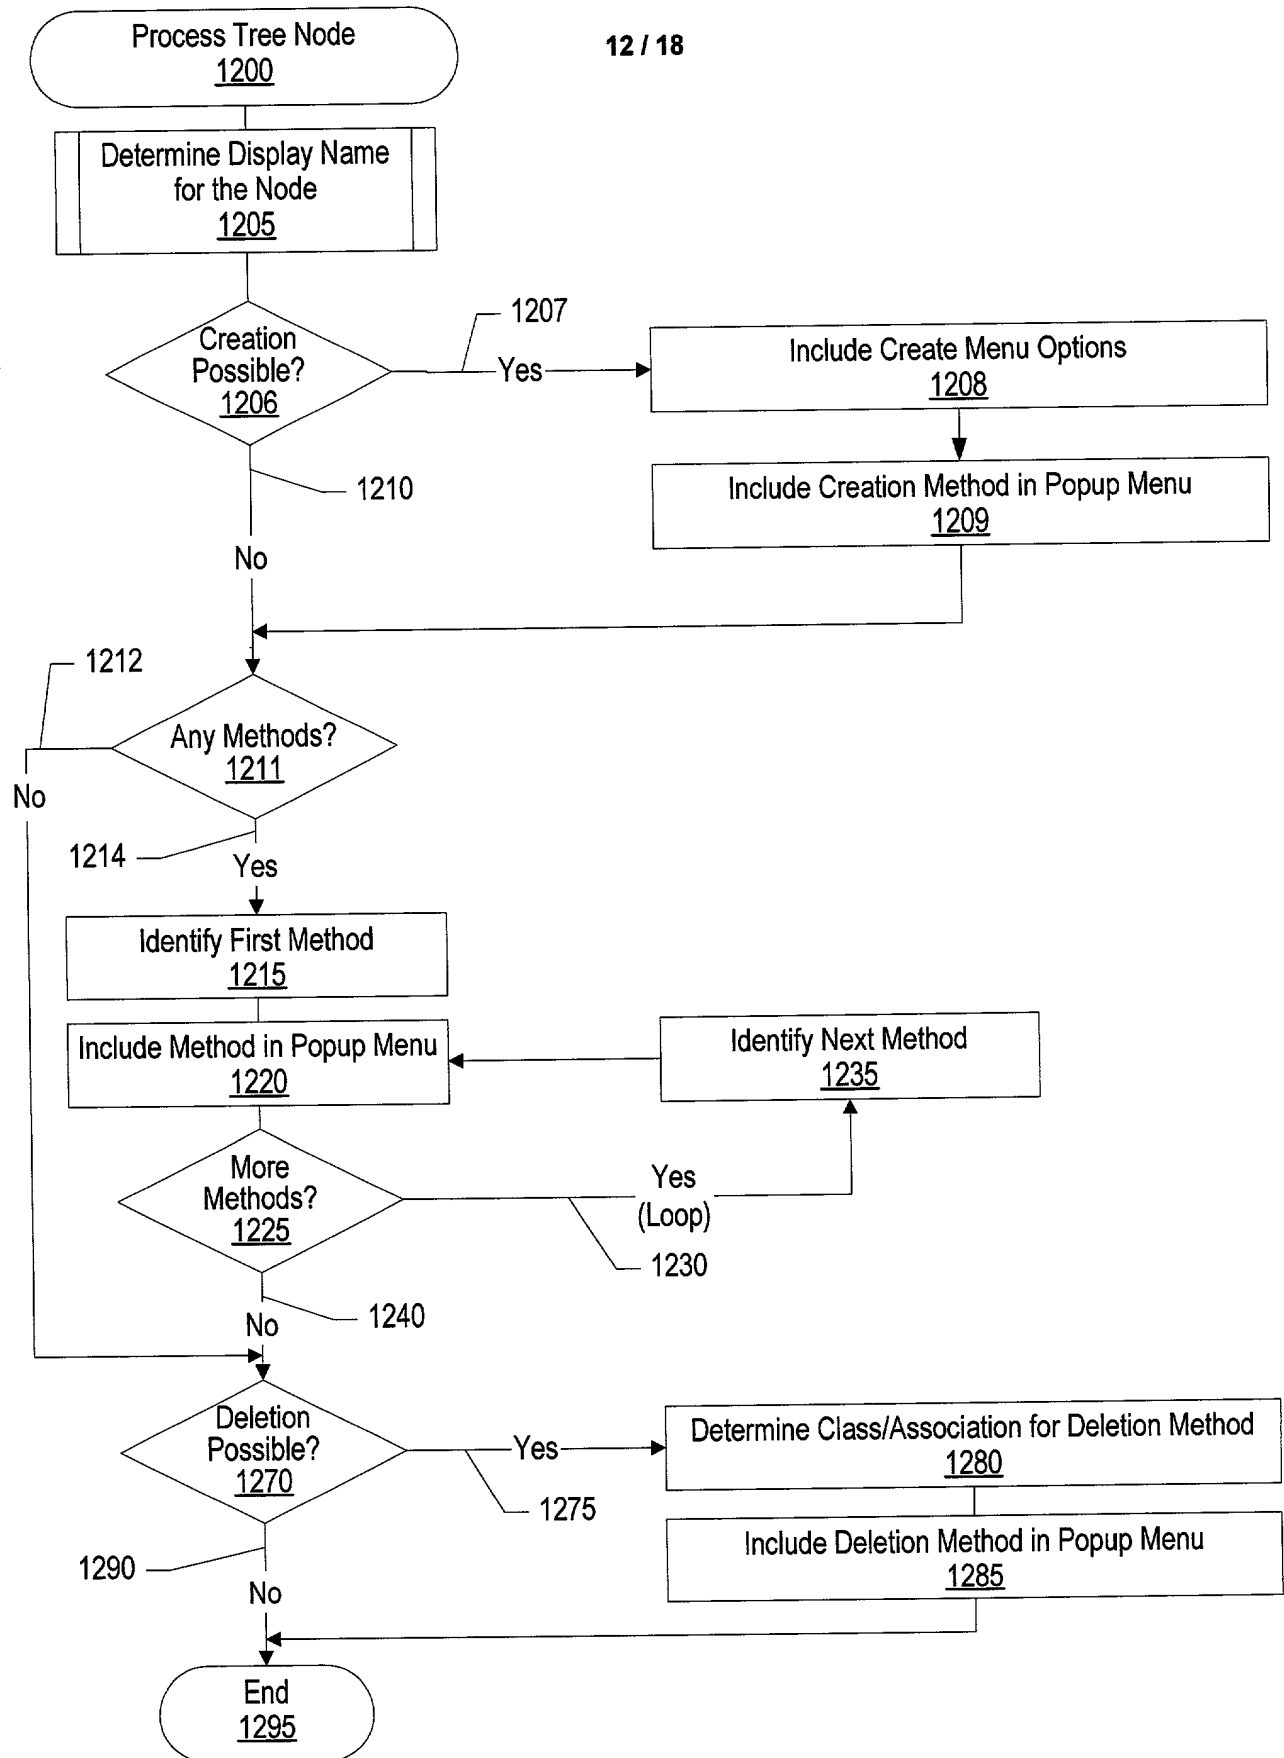 Process Tree Node
1200
12 / 18
Determine Display Name
for the Node
1205
Creation
Possible?
1206
1207
Yes
Include Create Menu Options
1208
Include Creation Method in Popup Menu
1209
1210
No
1212
Any Methods?
1211
No
1214
Yes
Identify First Method
1215
Include Method in Popup Menu
1220
Identify Next Method
1235
More
Methods?
1225
Yes
(Loop)
1230
1240
No
Deletion
Possible?
1270
Yes
1275
Determine Class/Association for Deletion Method
1280
Include Deletion Method in Popup Menu
1285
1290
No
End
1295